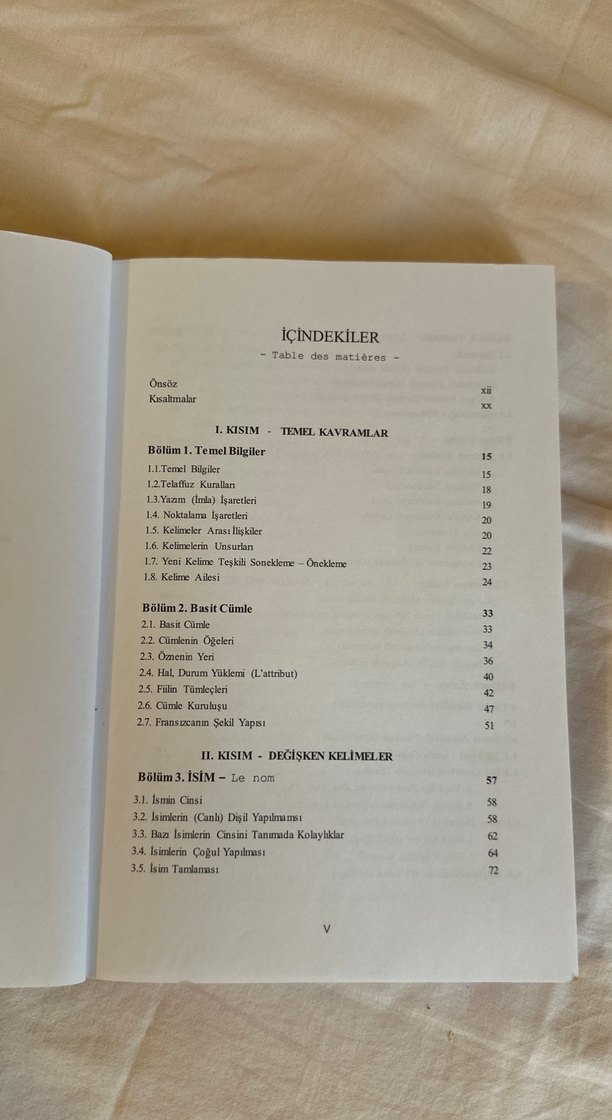 İÇİNDEKİLER
- Table des matières -
Önsöz xii
Kısaltmalar xx
I. KISIM - TEMEL KAVRAMLAR
Bölüm 1. Temel Bilgiler 15
1.1.Temel Bilgiler 15
1.2.Telaffuz Kuralları 18
1.3.Yazım (İmla) İşaretleri 19
1.4. Noktalama İşaretleri 20
1.5. Kelimeler Arası İlişkiler 20
1.6. Kelimelerin Unsurları 22
1.7. Yeni Kelime Teşkili Sonekleme – Önekleme 23
1.8. Kelime Ailesi 24
Bölüm 2. Basit Cümle 33
2.1. Basit Cümle 33
2.2. Cümlenin Öğeleri 34
2.3. Öznenin Yeri 36
2.4. Hal, Durum Yüklemi (L'attribut) 40
2.5. Fiilin Tümleçleri 42
2.6. Cümle Kuruluşu 47
2.7. Fransızcanın Şekil Yapısı 51
II. KISIM - DEĞİŞKEN KELİMELER
Bölüm 3. İSİM – Le nom 57
3.1. İsmin Cinsi 58
3.2. İsimlerin (Canlı) Dişil Yapılmamsı 58
3.3. Bazı İsimlerin Cinsini Tanımada Kolaylıklar 62
3.4. İsimlerin Çoğul Yapılması 64
3.5. İsim Tamlaması 72
V